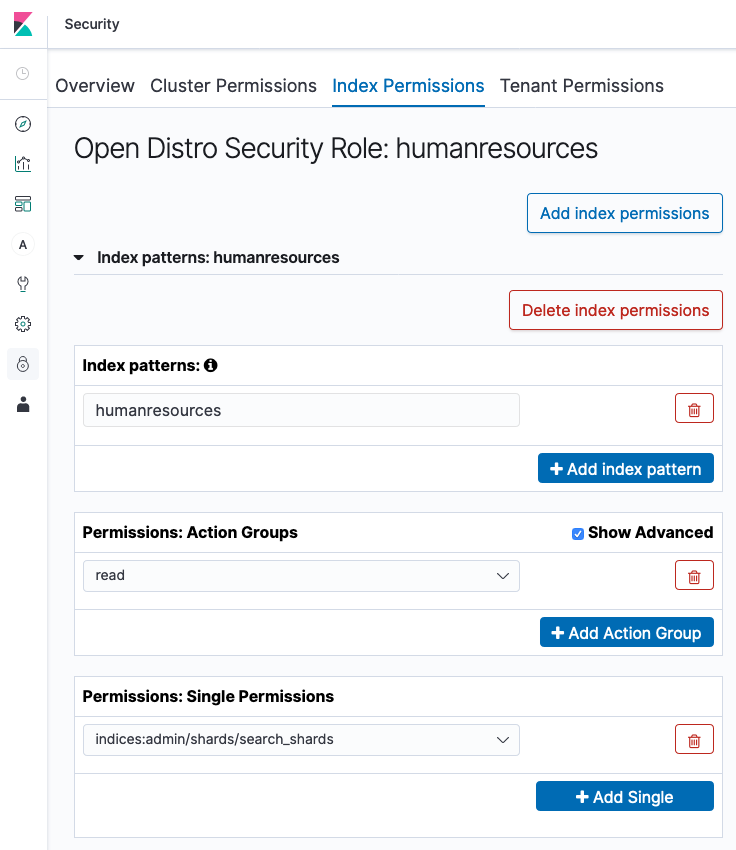 Security
Overview Cluster Permissions Index Permissions Tenant Permissions
Open Distro Security Role: humanresources
A
Add index permissions
Index patterns: humanresources
Delete index permissions
Index patterns:
humanresources
Add index pattern
Permissions: Action Groups Show Advanced
read
Add Action Group
Permissions: Single Permissions
indices:admin/shards/search_shards
Add Single